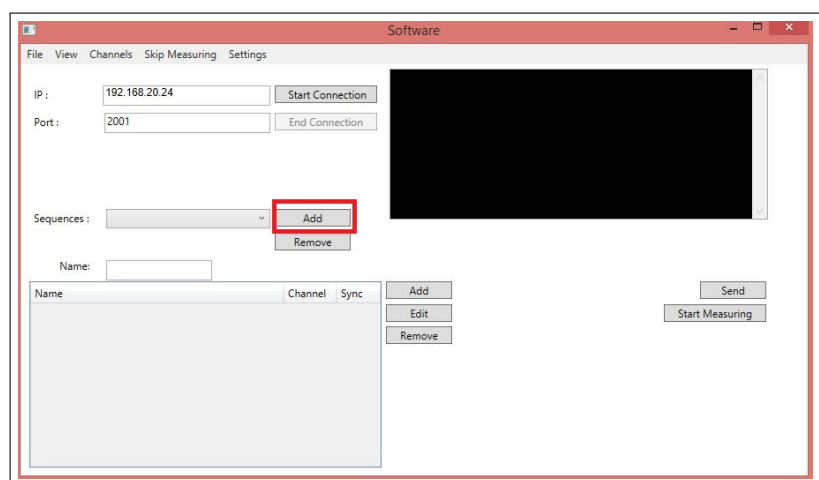 Software
File View Channels Skip Measuring Settings
IP : 192.168.20.24 Start Connection
Port : 2001 End Connection
Sequences : Add
Remove
Name:
Name Channel Sync Add Send
Edit Start Measuring
Remove